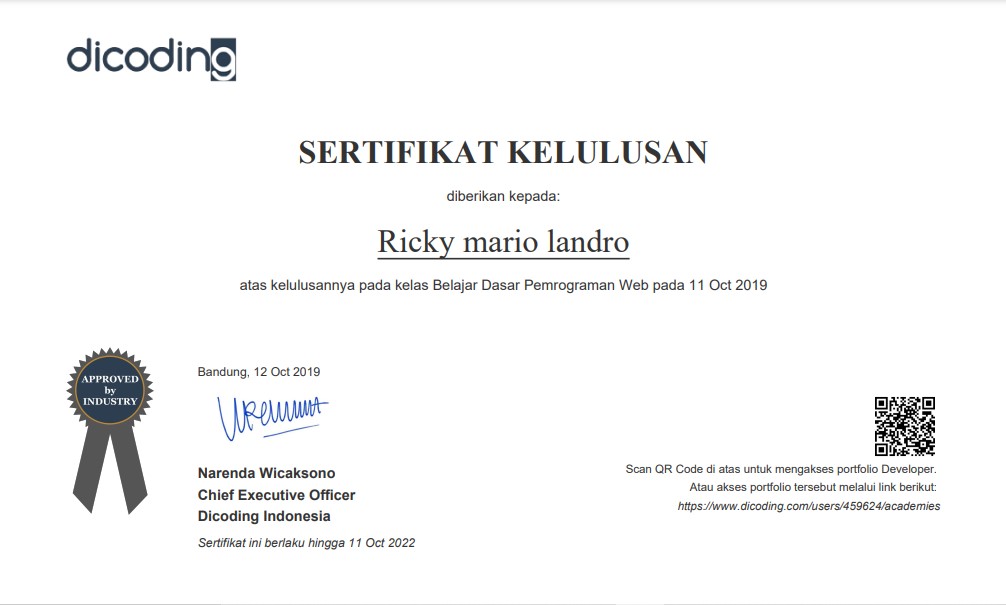 dicoding
SERTIFIKAT KELULUSAN
diberikan kepada:
Ricky mario landro
atas kelulusannya pada kelas Belajar Dasar Pemrograman Web pada 11 Oct 2019
APPROVED
by
INDUSTRY
Bandung, 12 Oct 2019
Narenda Wicaksono
Chief Executive Officer
Dicoding Indonesia
Sertifikat ini berlaku hingga 11 Oct 2022
Scan QR Code di atas untuk mengakses portfolio Developer.
Atau akses portfolio tersebut melalui link berikut:
https://www.dicoding.com/users/459624/academies